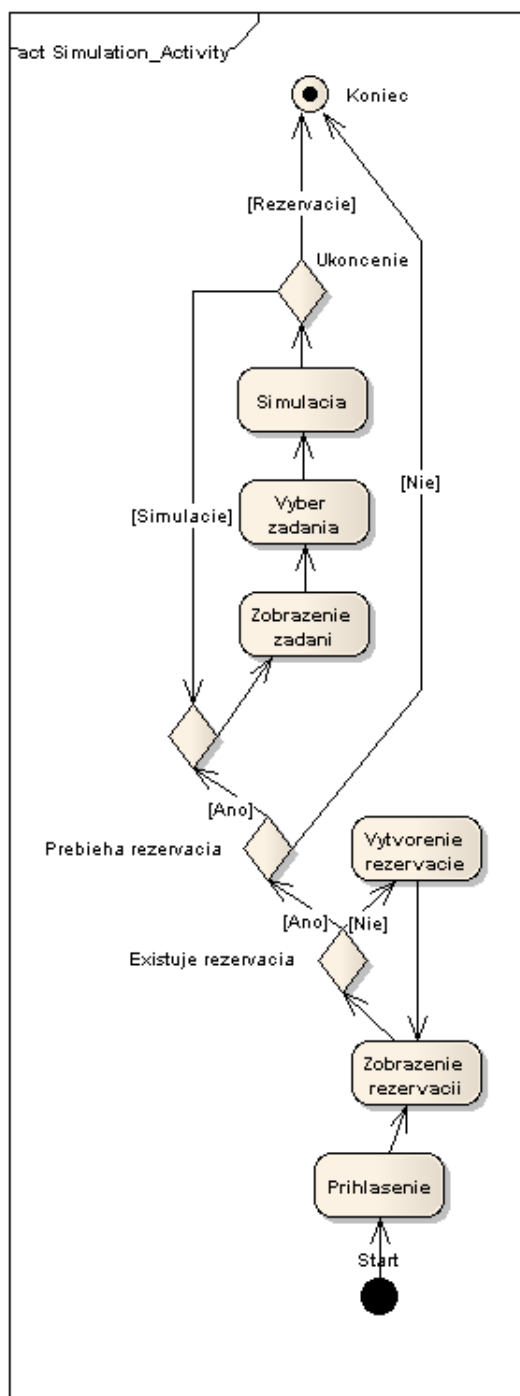 act Simulation_Activity
Koniec
[Rezervacie]
Ukoncenie
Simulacia
[Nie]
Vyber
zadania
[Simulacie]
Zobrazenie
zadani
[Ano]
Prebieha rezervacia
Vytvorenie
rezervacie
[Ano]
[Nie]
Existuje rezervacia
Zobrazenie
rezervacii
Prihlasenie
Start